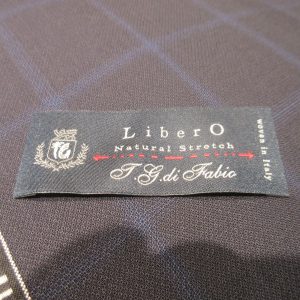 LiberO
Natural Stretch
T.G.di Fabio
Woven in Italy